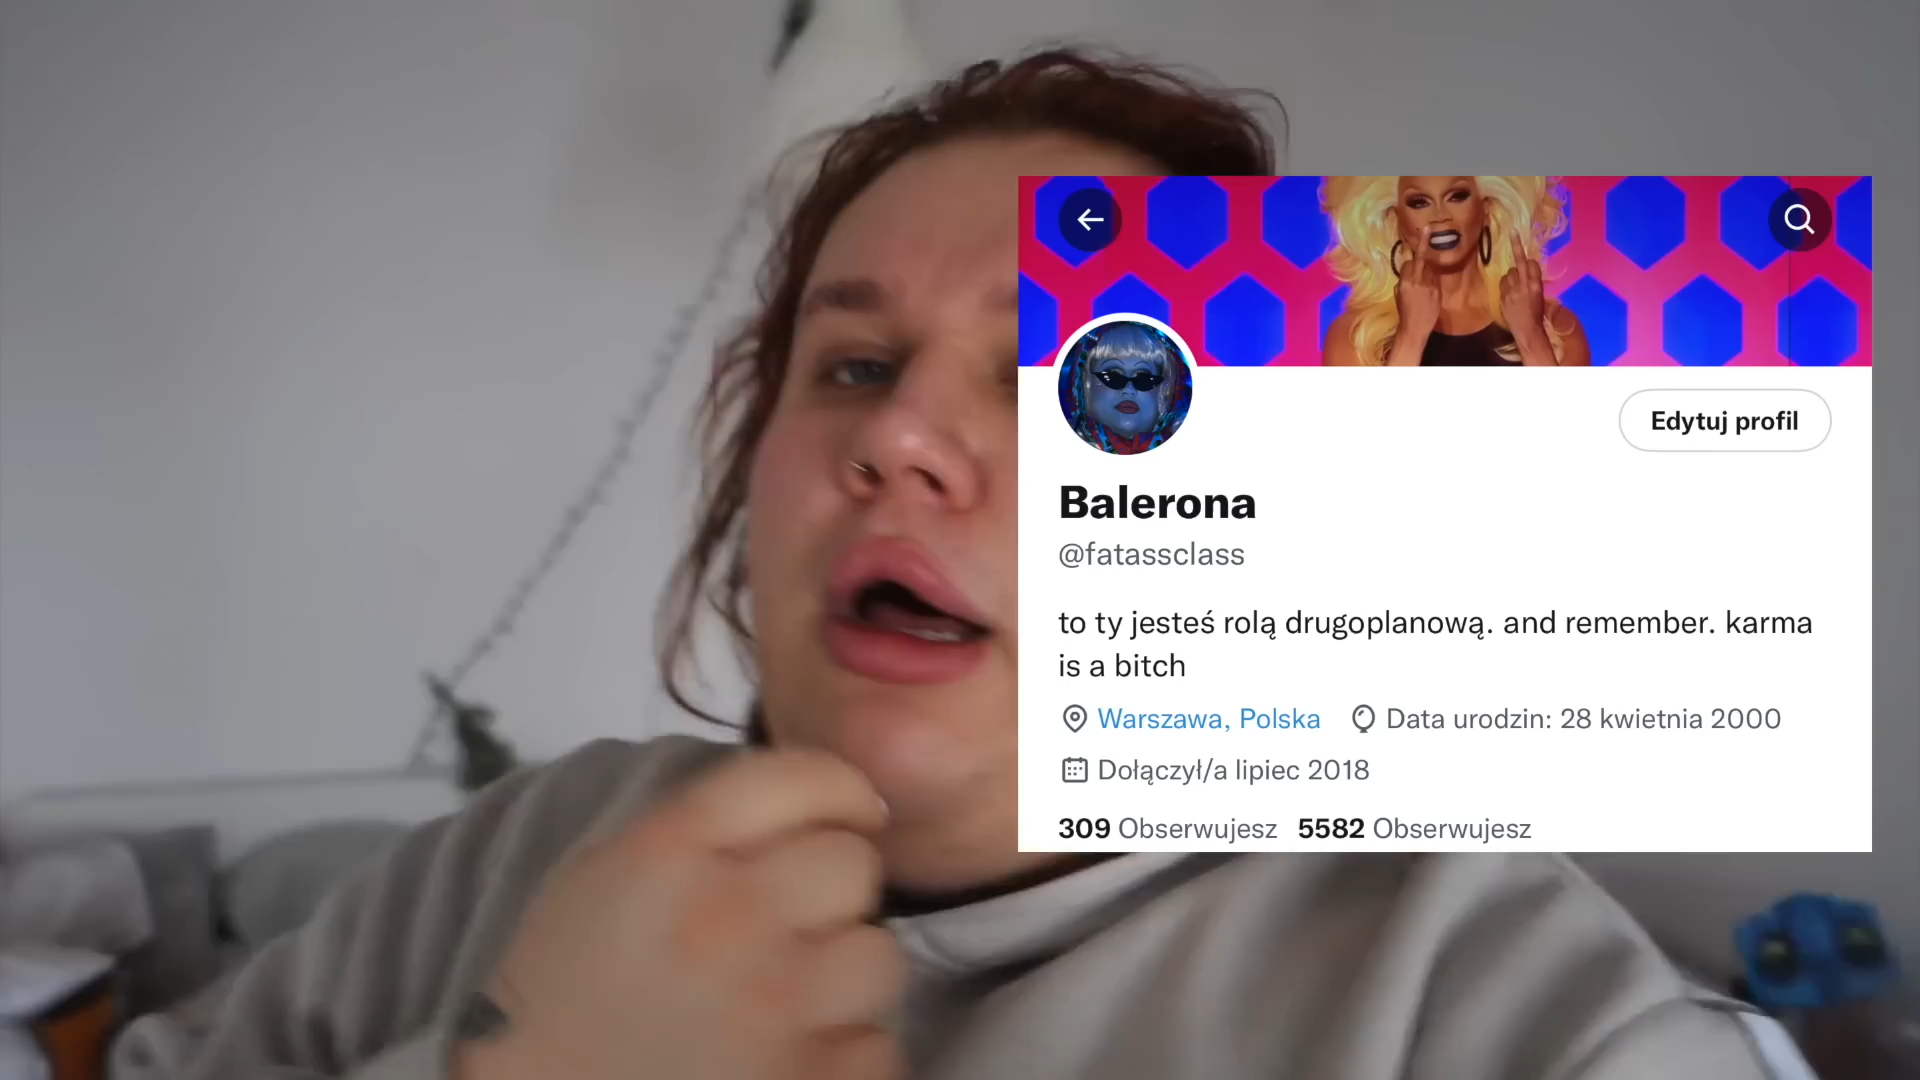 Edytuj profil
Balerona
@fatassclass
to ty jesteś rolą drugoplanową. and remember. karma
is a bitch
Warszawa, Polska Data urodzin: 28 kwietnia 2000
Dołączył/a lipiec 2018
309 Obserwujesz 5582 Obserwujesz